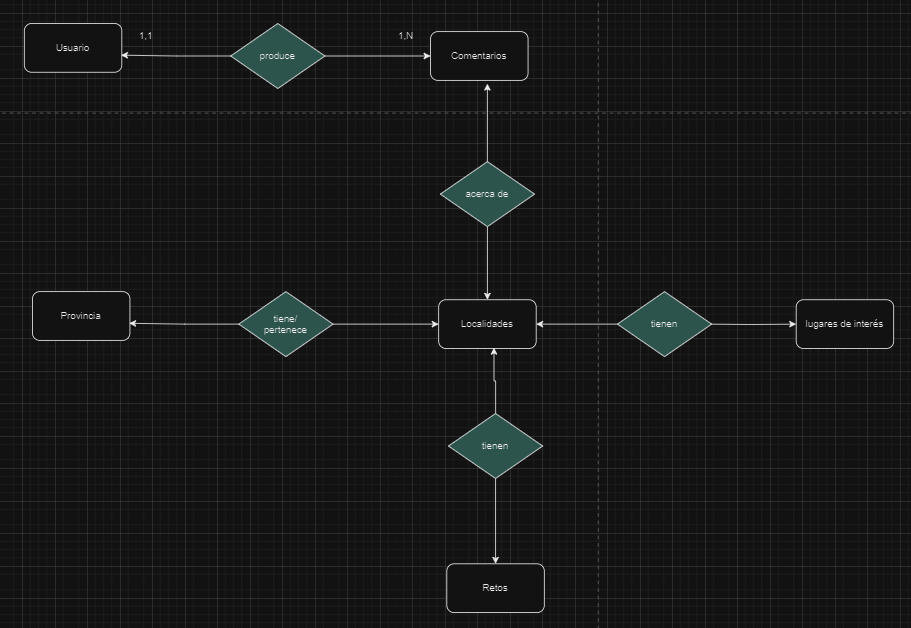 Usuario
1,1
produce
1,N
Comentarios
acerca de
Provincia
tiene/
pertenece
Localidades
tienen
lugares de interés
tienen
Retos